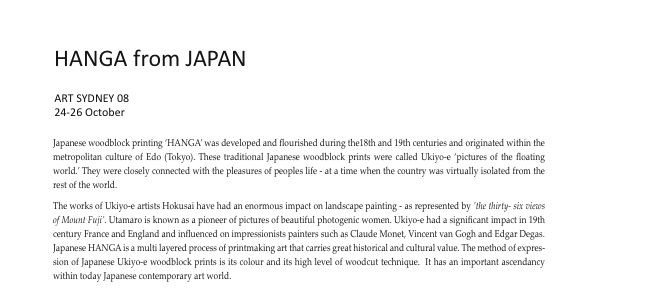 HANGA from JAPAN
ART SYDNEY 08
24-26 October
Japanese woodblock printing ‘HANGA’ was developed and flourished during the18th and 19th centuries and originated within the
metropolitan culture of Edo (Tokyo). These traditional Japanese woodblock prints were called Ukiyo-e ‘pictures of the floating
world.’ They were closely connected with the pleasures of peoples life - at a time when the country was virtually isolated from the
rest of the world.
The works of Ukiyo-e artists Hokusai have had an enormous impact on landscape painting - as represented by ‘the thirty- six views
of Mount Fuji’. Utamaro is known as a pioneer of pictures of beautiful photogenic women. Ukiyo-e had a significant impact in 19th
century France and England and influenced on impressionists painters such as Claude Monet, Vincent van Gogh and Edgar Degas.
Japanese HANGA is a multi layered process of printmaking art that carries great historical and cultural value. The method of expres-
sion of Japanese Ukiyo-e woodblock prints is its colour and its high level of woodcut technique. It has an important ascendancy
within today Japanese contemporary art world.